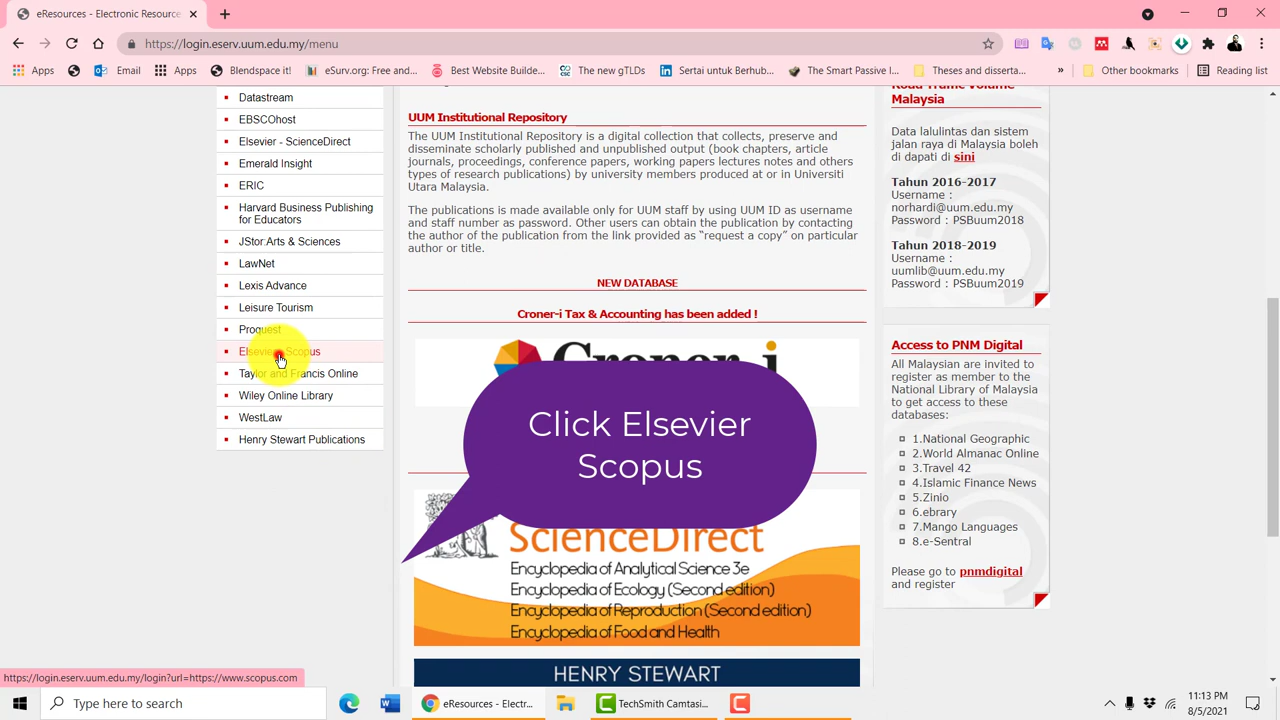 eResources - Electronic Resource
https://login.eserv.uum.edu.my/menu
Apps
Email
Apps
Blendspace it!
eSurv.org: Free and...
Best Website Builde...
The new gTLDs
Sertai untuk Berhub...
The Smart Passive I...
Theses and disserta...
»
Other bookmarks
Reading list
Datastream
EBSCOhost
Elsevier - ScienceDirect
Emerald Insight
ERIC
Harvard Business Publishing
for Educators
JStor:Arts & Sciences
LawNet
Lexis Advance
Leisure Tourism
Proquest
Elsevier - Scopus
Taylor and Francis Online
Wiley Online Library
WestLaw
Henry Stewart Publications
UUM Institutional Repository
The UUM Institutional Repository is a digital collection that collects, preserve and
disseminate scholarly published and unpublished output (book chapters, article
journals, proceedings, conference papers, working papers lectures notes and others
types of research publications) by university members produced at or in Universiti
Utara Malaysia.
The publications is made available only for UUM staff by using UUM ID as username
and staff number as password. Other users can obtain the publication by contacting
the author of the publication from the link provided as “request a copy” on particular
author or title.
NEW DATABASE
Croner-i Tax & Accounting has been added !
Croner-i
Click Elsevier
Scopus
ScienceDirect
Encyclopedia of Analytical Science 3e
Encyclopedia of Ecology (Second edition)
Encyclopedia of Reproduction (Second edition)
Encyclopedia of Food and Health
HENRY STEWART
Road Traffic Volume
Malaysia
Data lalulintas dan sistem
jalan raya di Malaysia boleh
di dapati di sini
Tahun 2016-2017
Username :
norhardi@uum.edu.my
Password : PSBuum2018
Tahun 2018-2019
Username :
uumlib@uum.edu.my
Password : PSBuum2019
Access to PNM Digital
All Malaysian are invited to
register as member to the
National Library of Malaysia
to get access to these
databases:
1.National Geographic
2.World Almanac Online
3.Travel 42
4.Islamic Finance News
5.Zinio
6.ebrary
7.Mango Languages
8.e-Sentral
Please go to pnmdigital
and register
https://login.eserv.uum.edu.my/login?url=https://www.scopus.com
Type here to search
eResources - Electr...
TechSmith Camtasi...
11:13 PM
8/5/2021